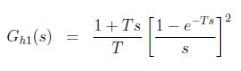 G_{h1}(s) = \frac{1+Ts}{T} \left[ \frac{1-e^{-Ts}}{s} \right]^2